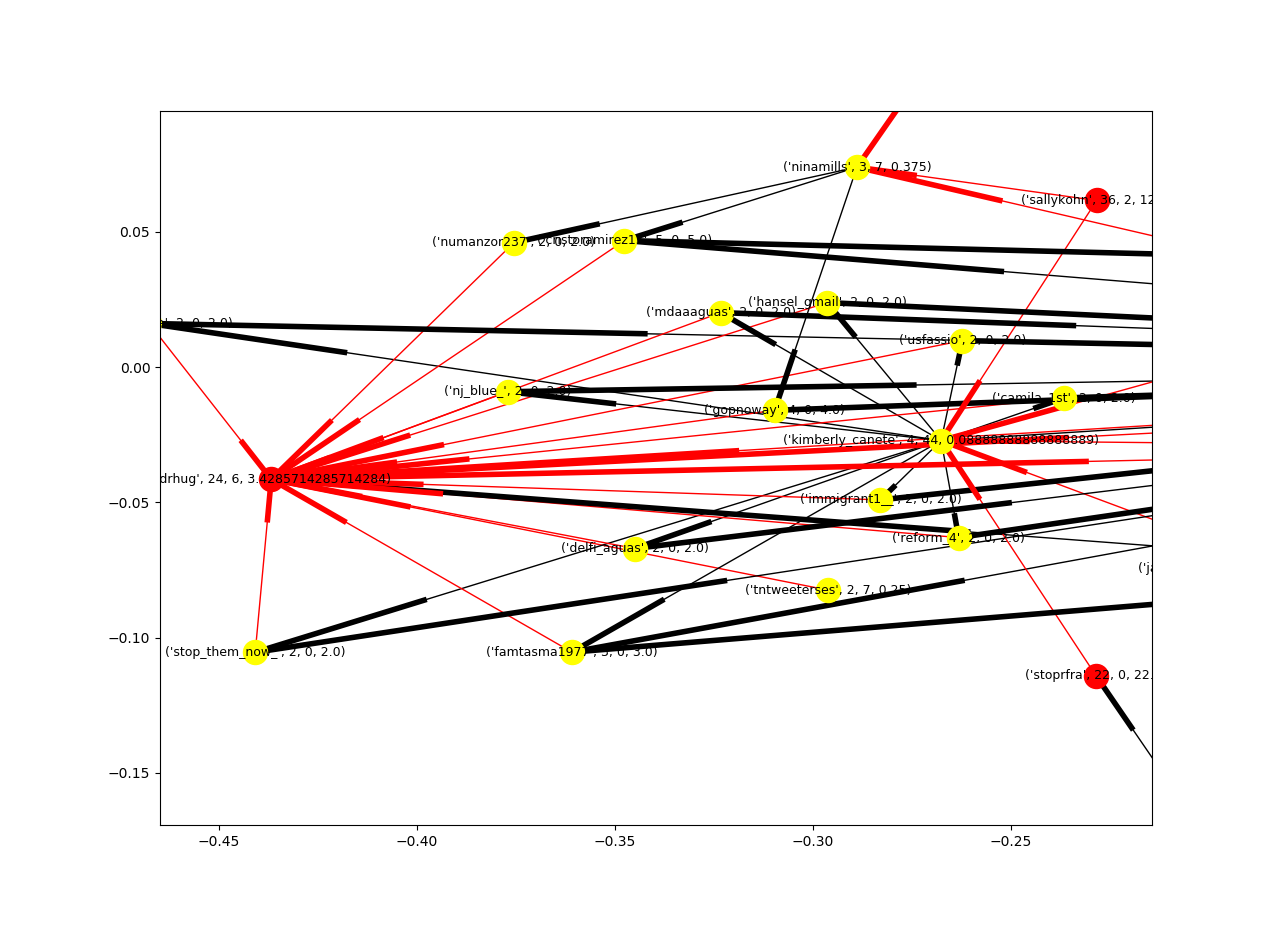 ('ninamills', 3, 7, 0.375)
('sallykohn', 36, 2, 12
0.05
('numanzor237', 2, 0, 2.0)
5, 0, 5.0)
('hansel_gmail', 2, 0, 2.0)
('mdaaaguas', 2, 0, 2.0)
2, 0, 2.0)
('usfassio', 2, 0, 2.0)
0.00
('nj_blue_', 2, 0, 2.0)
('camila_1st', 2, 0, 2.0)
('gopnoway', 4, 0, 4.0)
('kimberly_canete', 4, 44, 0.08888888888888889)
drhug', 24, 6, 3.4285714285714284)
('immigrant1__', 2, 0, 2.0)
−0.05
('reform_4', 2, 0, 2.0)
('delfi_aguas', 2, 0, 2.0)
('ja
('tntweeterses', 2, 7, 0.25)
−0.10
('stop_them_now_', 2, 0, 2.0)
('famtasma1977', 3, 0, 3.0)
('stoprfra', 22, 0, 22.
−0.15
−0.45 −0.40 −0.35 −0.30 −0.25